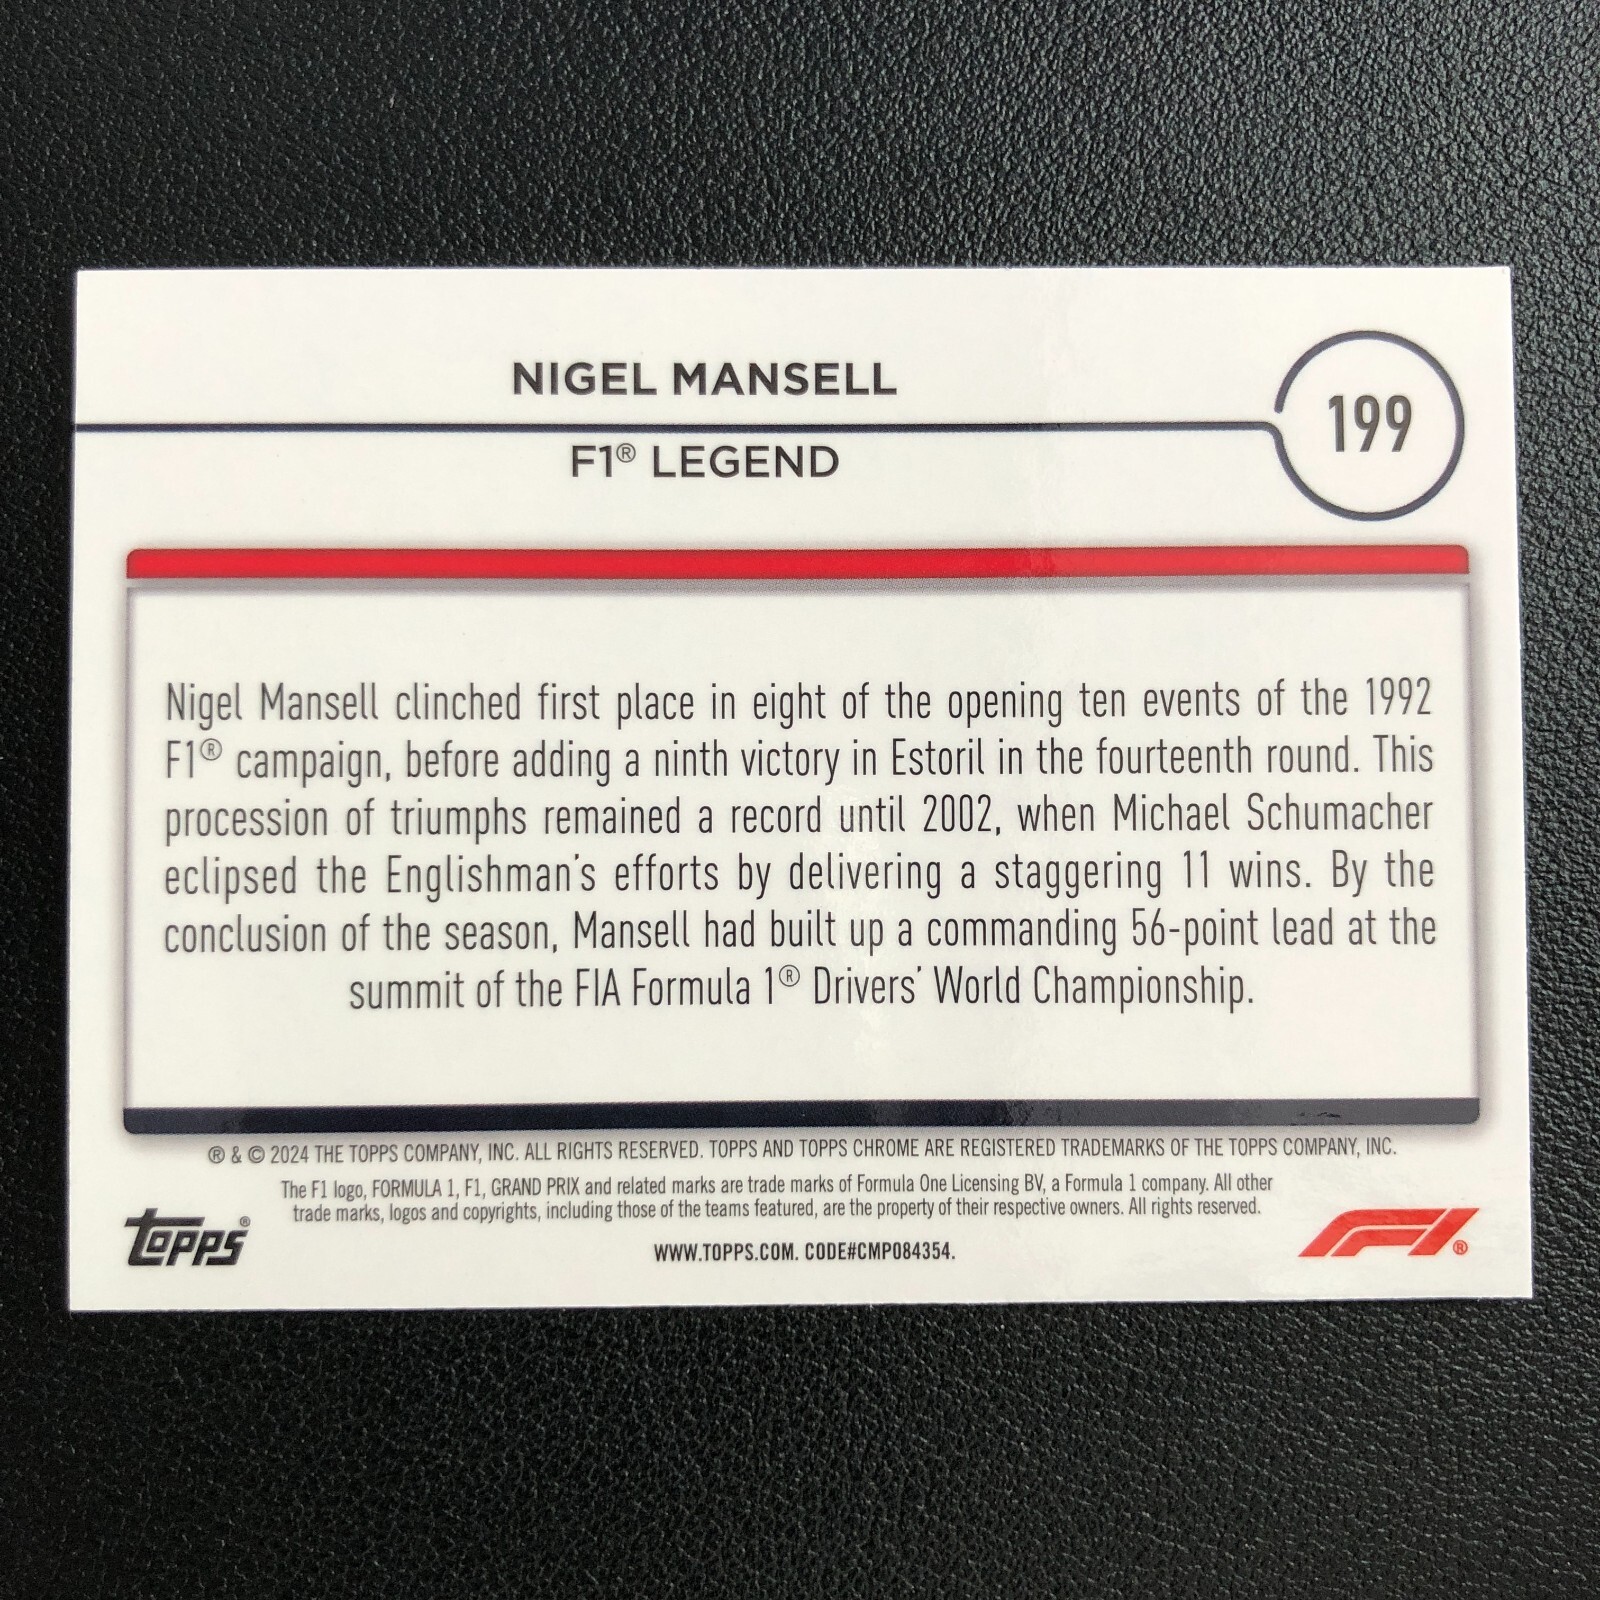 NIGEL MANSELL
199
F1® LEGEND
Nigel Mansell clinched first place in eight of the opening ten events of the 1992
F1® campaign, before adding a ninth victory in Estoril in the fourteenth round. This
procession of triumphs remained a record until 2002, when Michael Schumacher
eclipsed the Englishman's efforts by delivering a staggering 11 wins. By the
conclusion of the season, Mansell had built up a commanding 56-point lead at the
summit of the FIA Formula 1® Drivers' World Championship.
® & © 2024 THE TOPPS COMPANY, INC. ALL RIGHTS RESERVED. TOPPS AND TOPPS CHROME ARE REGISTERED TRADEMARKS OF THE TOPPS COMPANY, INC.
The F1 logo, FORMULA 1, F1, GRAND PRIX and related marks are trade marks of Formula One Licensing BV, a Formula 1 company. All other
trade marks, logos and copyrights, including those of the teams featured, are the property of their respective owners. All rights reserved.
TOPPS®
WWW.TOPPS.COM. CODE#CMP084354.
F1®